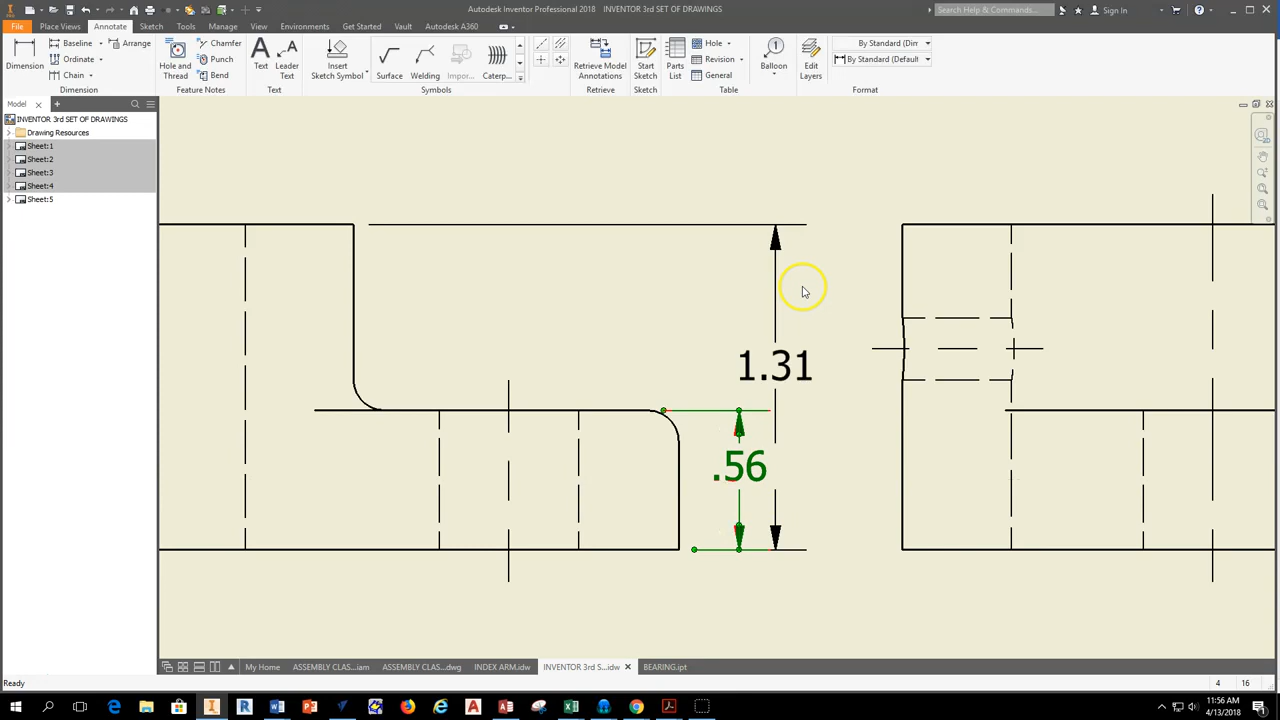 Autodesk Inventor Professional 2018   INVENTOR 3rd SET OF DRAWINGS
Search Help & Commands...
Sign In
File
Place Views
Annotate
Sketch
Tools
Manage
View
Environments
Get Started
Vault
Autodesk A360
Dimension
Baseline
Ordinate
Chain
Arrange
Dimension
Hole and
Thread
Chamfer
Punch
Bend
Feature Notes
Text
Leader
Text
Text
Insert
Sketch Symbol
Surface
Welding
Impor...
Caterp...
Symbols
Retrieve Model
Annotations
Retrieve
Start
Sketch
Sketch
Parts
List
Hole
Revision
General
Table
Balloon
Edit
Layers
By Standard (Dim
By Standard (Default
Format
Model
INVENTOR 3rd SET OF DRAWINGS
Drawing Resources
Sheet:1
Sheet:2
Sheet:3
Sheet:4
Sheet:5
1.31
.56
My Home
ASSEMBLY CLAS...iam
ASSEMBLY CLAS...dwg
INDEX ARM.idw
INVENTOR 3rd S...idw
BEARING.ipt
Ready
4
16
11:56 AM
4/13/2018